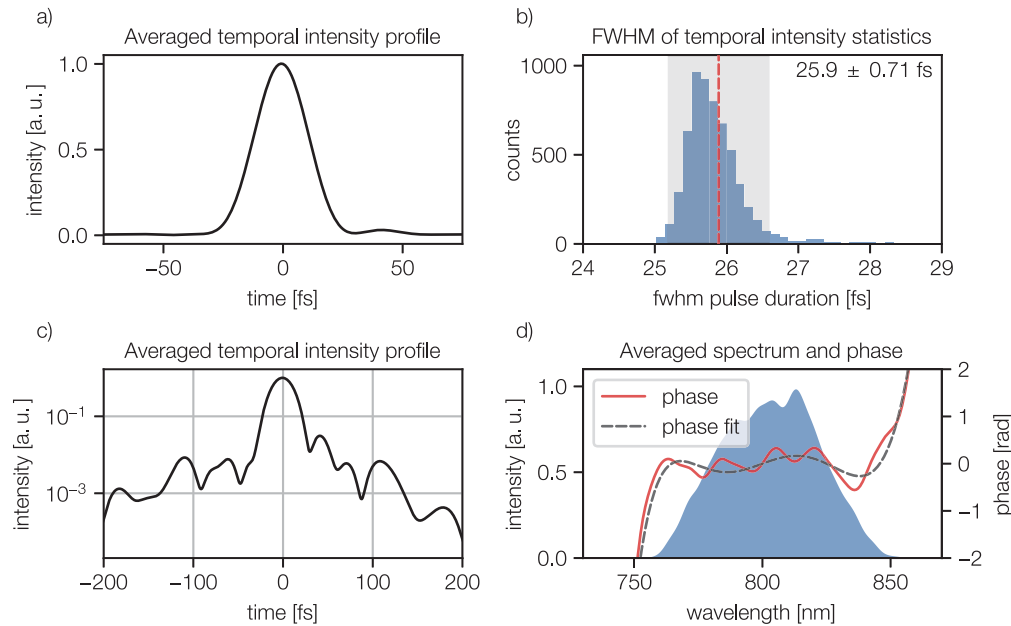 a)
Averaged temporal intensity profile
1.0
0.5
0.0
intensity [a. u.]
−50
0
50
time [fs]
b)
FWHM of temporal intensity statistics
25.9 ± 0.71 fs
1000
500
0
counts
24
25
26
27
28
29
fwhm pulse duration [fs]
c)
Averaged temporal intensity profile
10⁻¹
10⁻³
intensity [a. u.]
-200
-100
0
100
200
time [fs]
d)
Averaged spectrum and phase
phase
phase fit
1.0
0.5
0.0
intensity [a. u.]
2
1
0
−1
−2
phase [rad]
750
800
850
wavelength [nm]